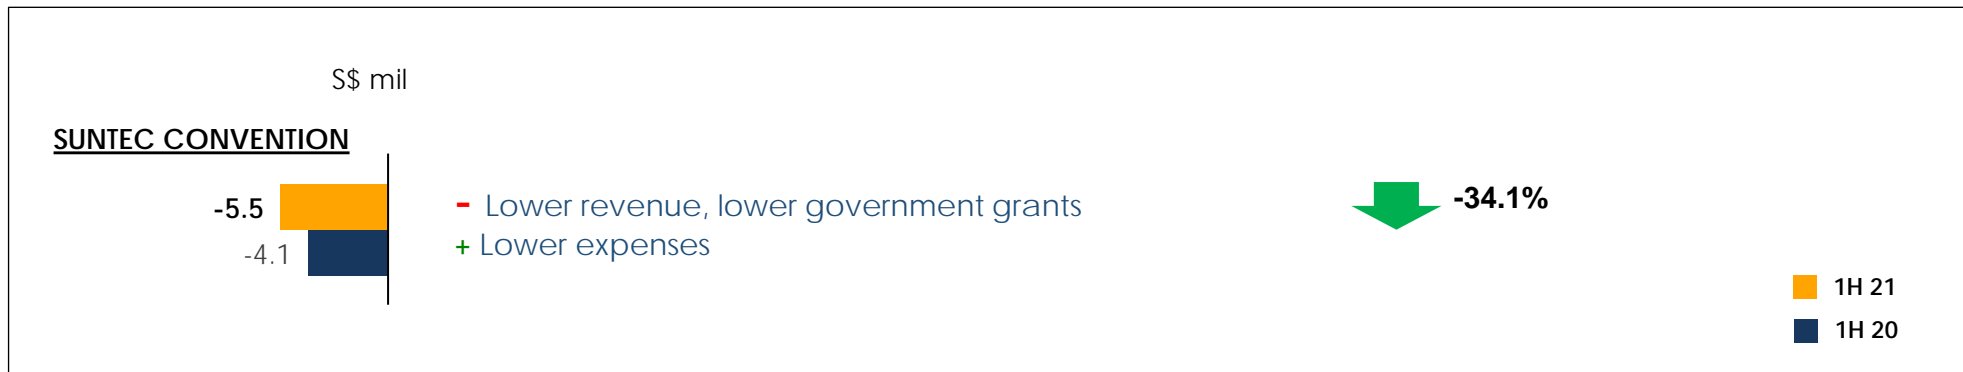 S$ mil
SUNTEC CONVENTION
-5.5
- Lower revenue, lower government grants
-34.1%
-4.1
+ Lower expenses
1H 21
1H 20